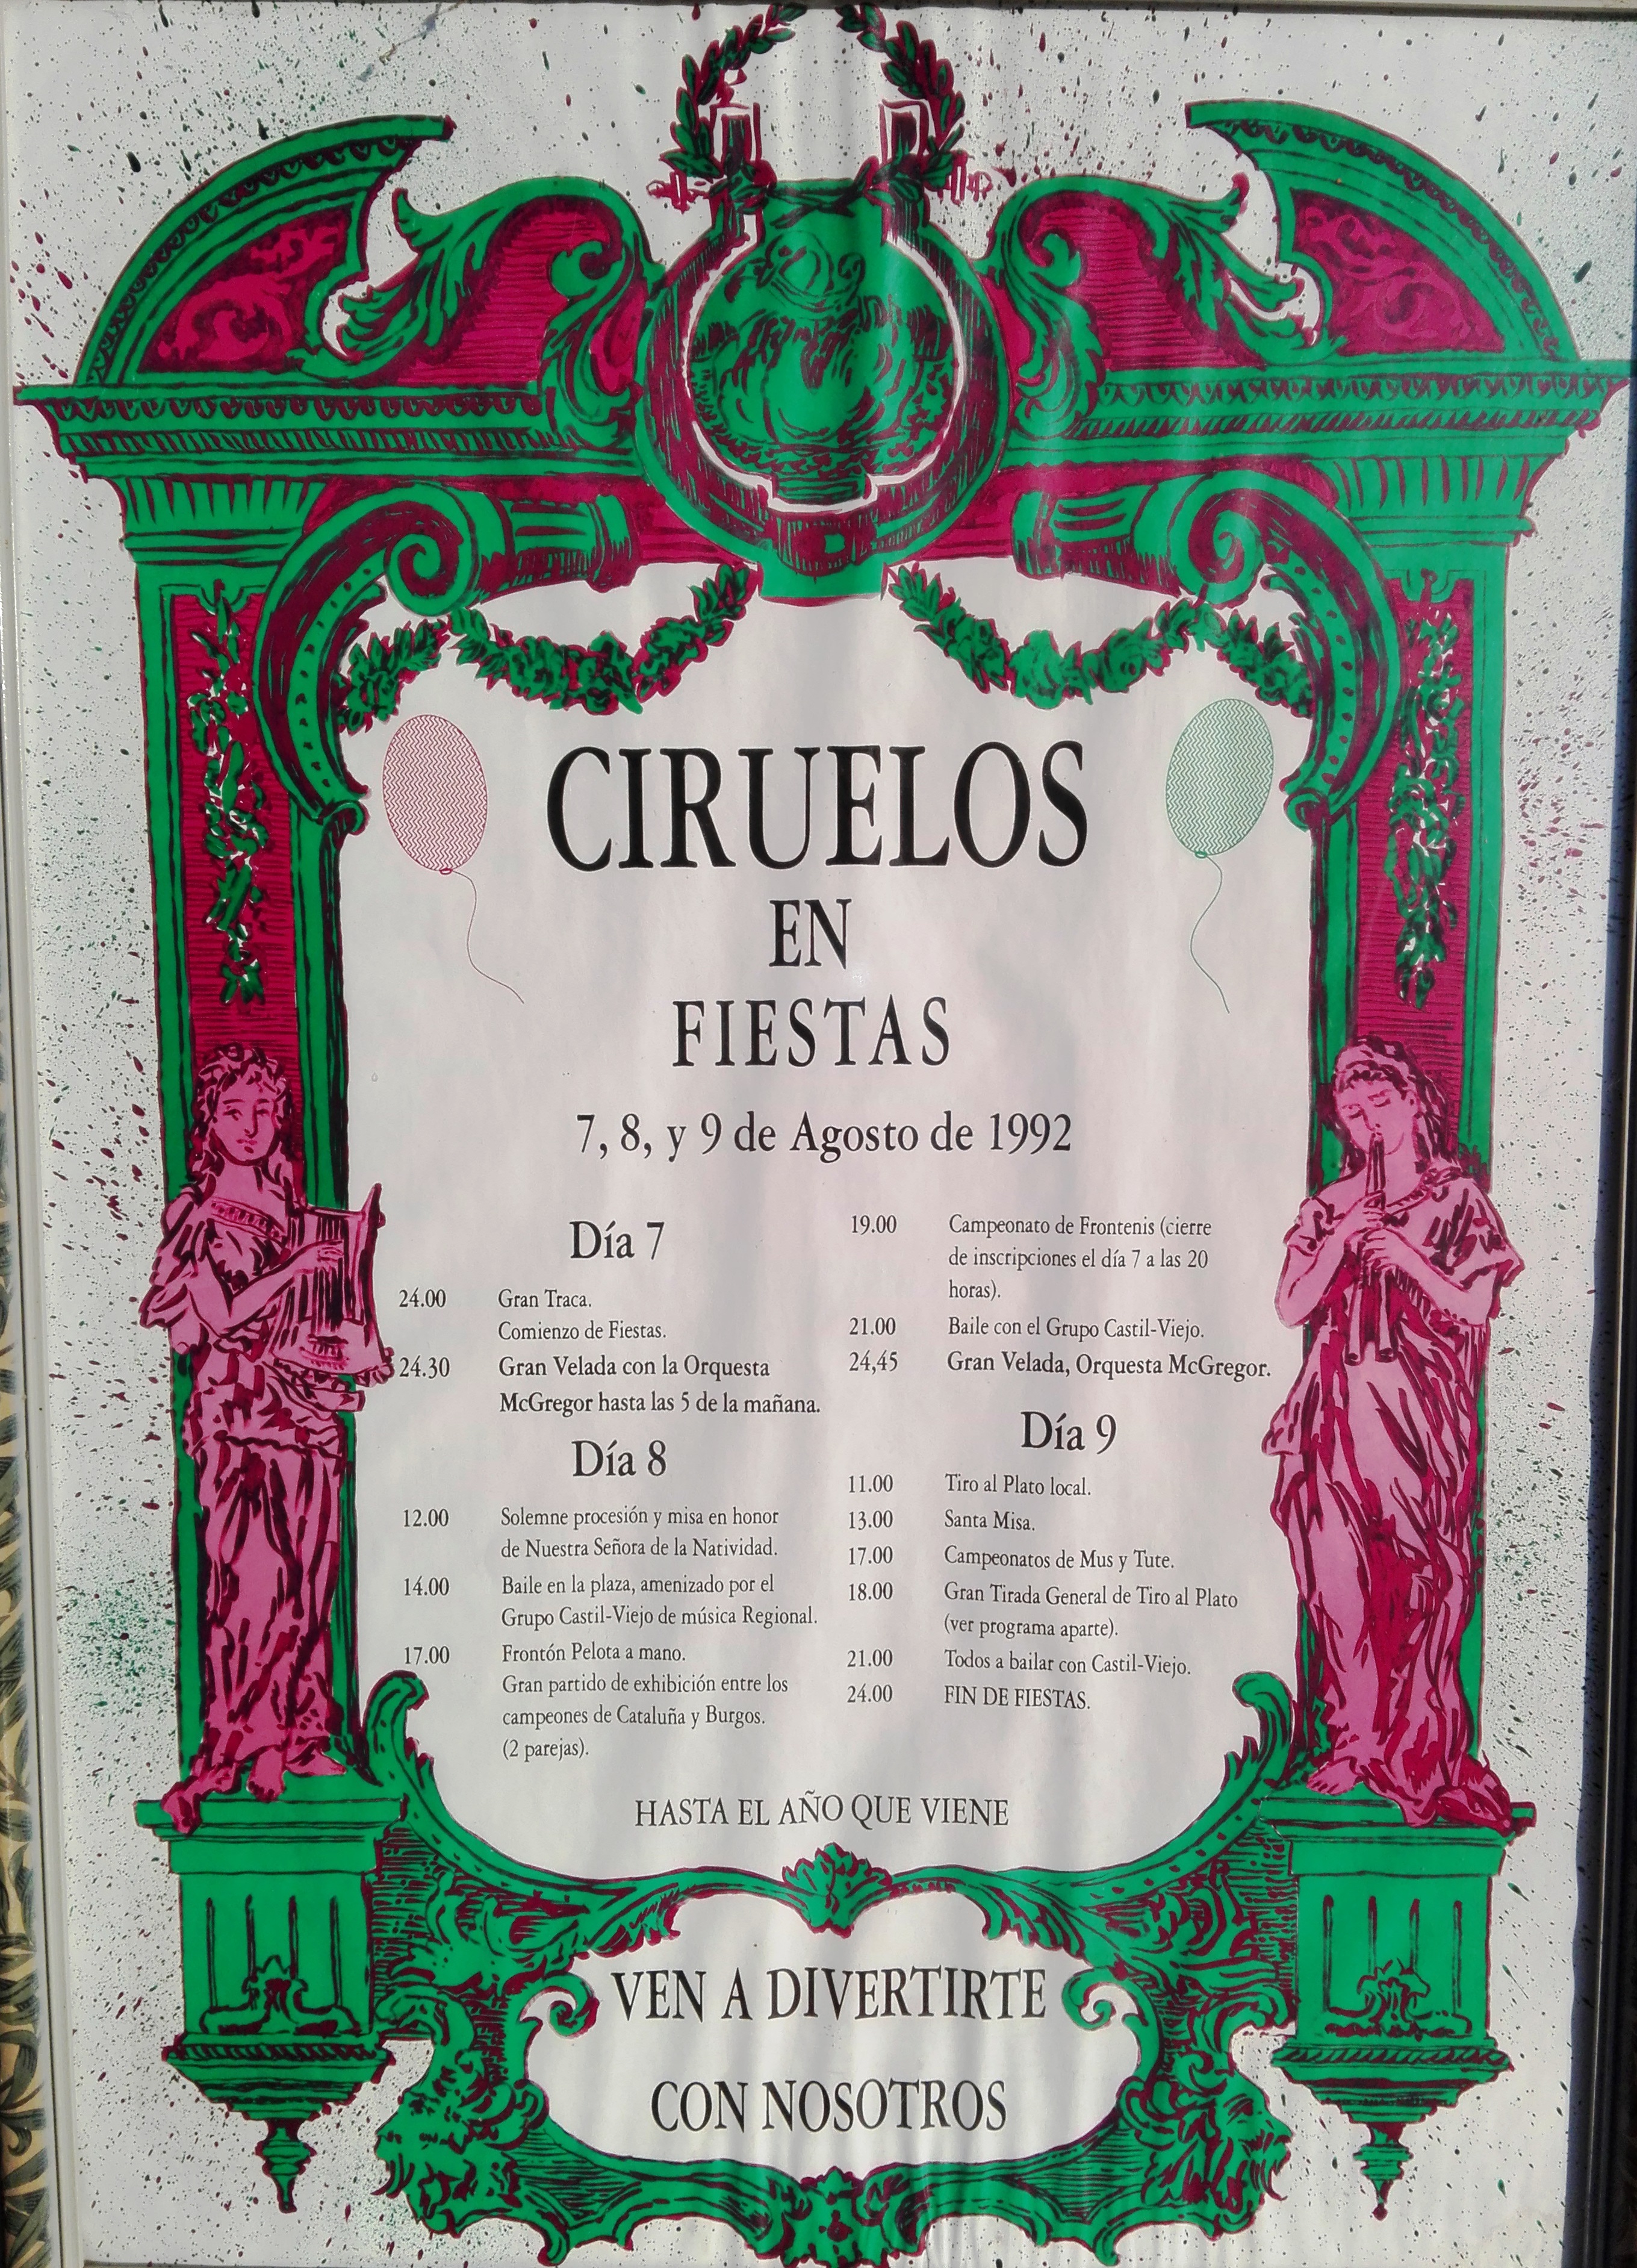 CIRUELOS
EN
FIESTAS
7, 8, y 9 de Agosto de 1992
Día 7
24.00 Gran Traca.
Comienzo de Fiestas.
24.30 Gran Velada con la Orquesta
McGregor hasta las 5 de la mañana.
Día 8
12.00 Solemne procesión y misa en honor
de Nuestra Señora de la Natividad.
14.00 Baile en la plaza, amenizado por el
Grupo Castil-Viejo de música Regional.
17.00 Frontón Pelota a mano.
Gran partido de exhibición entre los
campeones de Cataluña y Burgos.
(2 parejas).
19.00 Campeonato de Frontenis (cierre
de inscripciones el día 7 a las 20
horas).
21.00 Baile con el Grupo Castil-Viejo.
24,45 Gran Velada, Orquesta McGregor.
Día 9
11.00 Tiro al Plato local.
13.00 Santa Misa.
17.00 Campeonatos de Mus y Tute.
18.00 Gran Tirada General de Tiro al Plato
(ver programa aparte).
21.00 Todos a bailar con Castil-Viejo.
24.00 FIN DE FIESTAS.
HASTA EL AÑO QUE VIENE
VEN A DIVERTIRTE
CON NOSOTROS